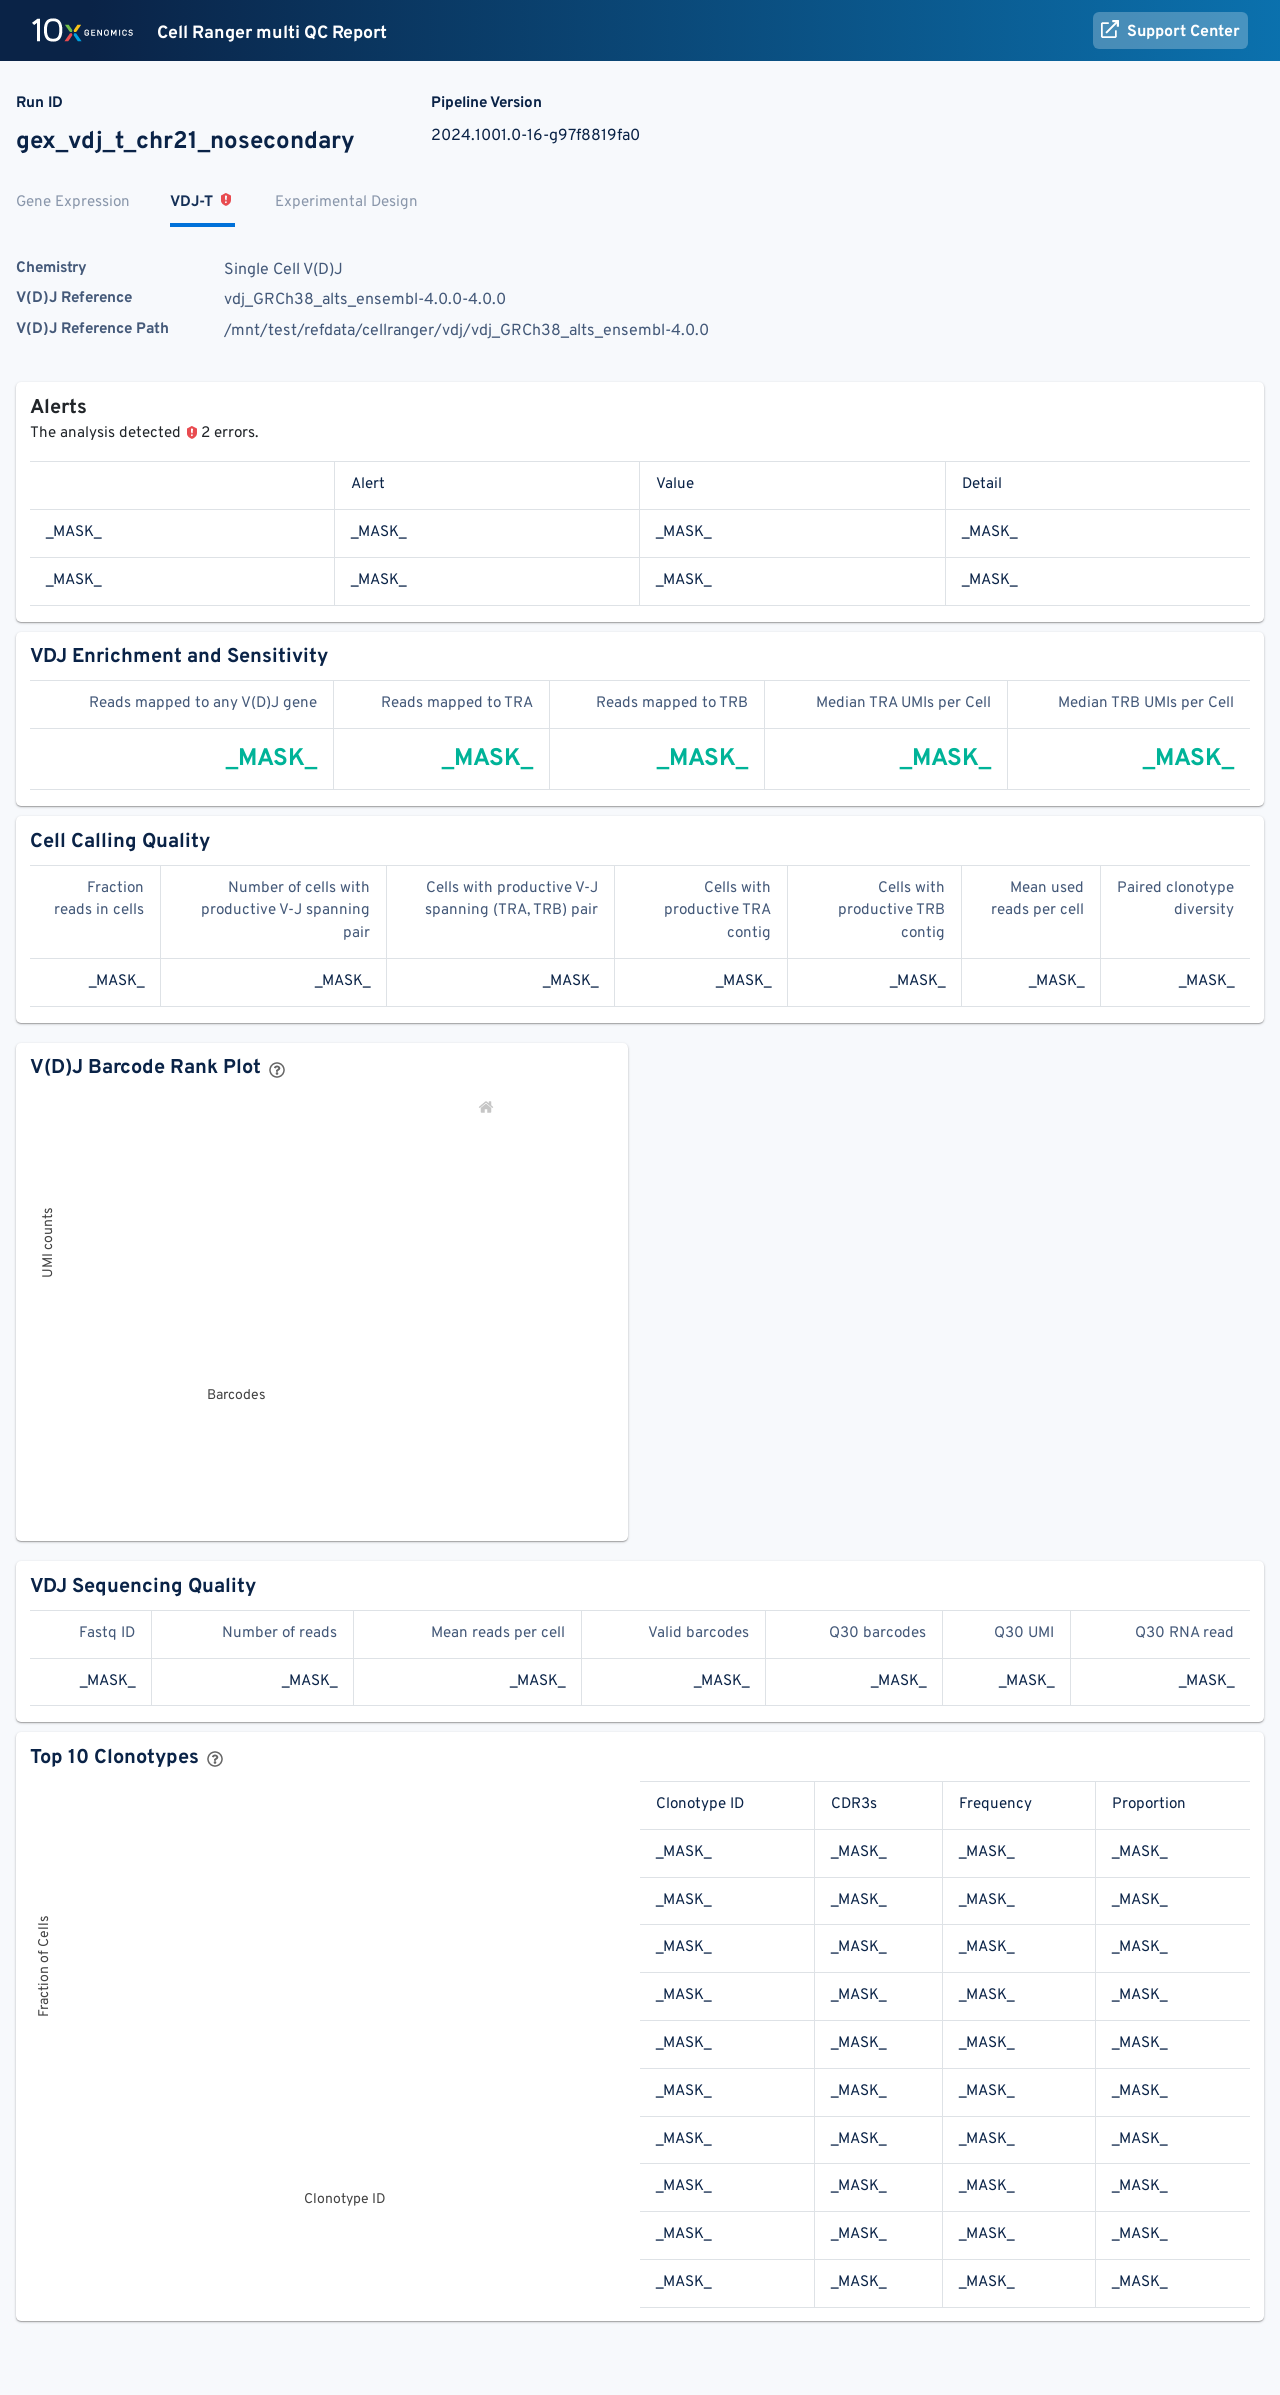 10x GENOMICS Cell Ranger multi QC Report Support Center
Run ID Pipeline Version
gex_vdj_t_chr21_nosecondary 2024.1001.0-16-g97f8819fa0
Gene Expression VDJ-T Experimental Design
Chemistry Single Cell V(D)J
V(D)J Reference vdj_GRCh38_alts_ensembl-4.0.0-4.0.0
V(D)J Reference Path /mnt/test/refdata/cellranger/vdj/vdj_GRCh38_alts_ensembl-4.0.0
Alerts
The analysis detected 2 errors.
Alert Value Detail
_MASK_ _MASK_ _MASK_ _MASK_
_MASK_ _MASK_ _MASK_ _MASK_
VDJ Enrichment and Sensitivity
Reads mapped to any V(D)J gene Reads mapped to TRA Reads mapped to TRB Median TRA UMIs per Cell Median TRB UMIs per Cell
_MASK_ _MASK_ _MASK_ _MASK_ _MASK_
Cell Calling Quality
Fraction Number of cells with Cells with productive V-J Cells with Cells with Mean used Paired clonotype
reads in cells productive V-J spanning spanning (TRA, TRB) pair productive TRA productive TRB reads per cell diversity
pair contig contig
_MASK_ _MASK_ _MASK_ _MASK_ _MASK_ _MASK_ _MASK_
V(D)J Barcode Rank Plot
UMI counts
Barcodes
VDJ Sequencing Quality
Fastq ID Number of reads Mean reads per cell Valid barcodes Q30 barcodes Q30 UMI Q30 RNA read
_MASK_ _MASK_ _MASK_ _MASK_ _MASK_ _MASK_ _MASK_
Top 10 Clonotypes
Fraction of Cells
Clonotype ID
Clonotype ID CDR3s Frequency Proportion
_MASK_ _MASK_ _MASK_ _MASK_
_MASK_ _MASK_ _MASK_ _MASK_
_MASK_ _MASK_ _MASK_ _MASK_
_MASK_ _MASK_ _MASK_ _MASK_
_MASK_ _MASK_ _MASK_ _MASK_
_MASK_ _MASK_ _MASK_ _MASK_
_MASK_ _MASK_ _MASK_ _MASK_
_MASK_ _MASK_ _MASK_ _MASK_
_MASK_ _MASK_ _MASK_ _MASK_
_MASK_ _MASK_ _MASK_ _MASK_